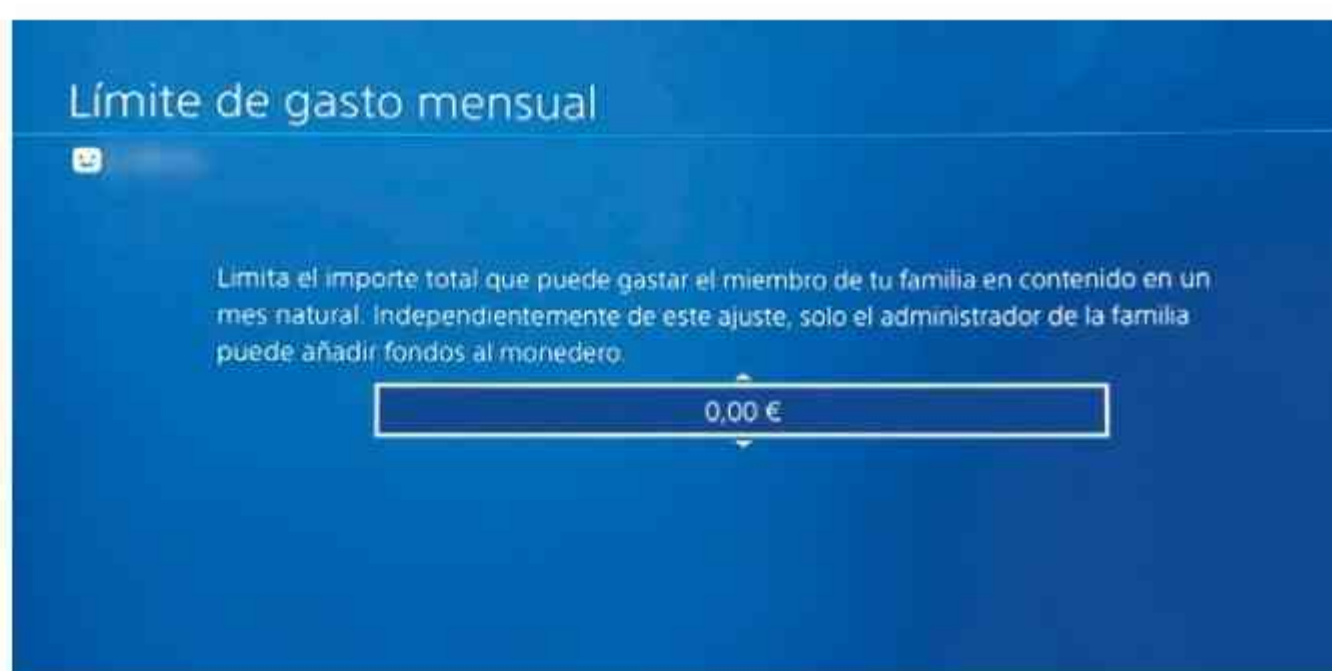 Límite de gasto mensual
Limita el importe total que puede gastar el miembro de tu familia en contenido en un
mes natural. Independientemente de este ajuste, solo el administrador de la familia
puede añadir fondos al monedero.
0,00 €